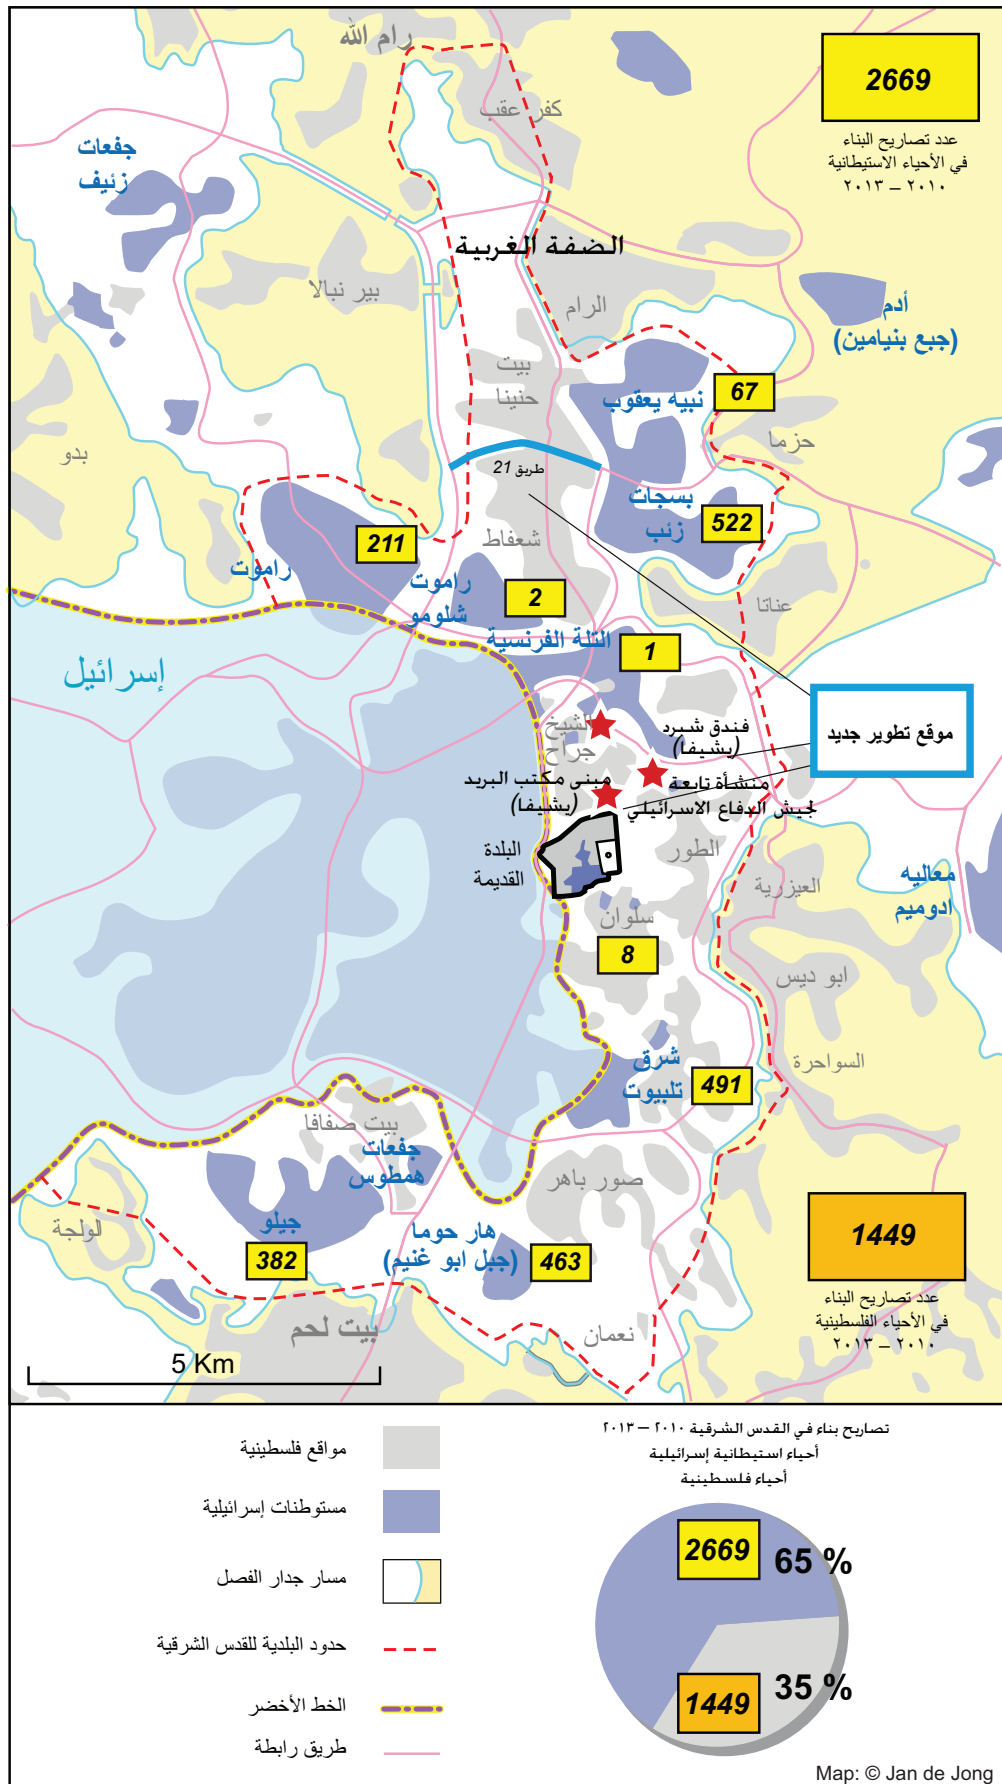 رام الله
2669
عدد تصاريح البناء
في الأحياء الاستيطانية
٢٠١٠ – ٢٠١٣
كفر عقب
جفعات
زئيف
الضفة الغربية
بير نبالا
الرام
أدم
(جبع بنيامين)
بيت
حنينا
نبيه يعقوب
67
حزما
بدو
طريق 21
بسجات
زئب
522
شعفاط
211
راموت
راموت
شلومو
2
عناتا
التلة الفرنسية
1
إسرائيل
موقع تطوير جديد
الشيخ
جراح
فندق شبرد
(يشيفا)
مبنى مكتب البريد
(يشيفا)
منشأة تابعة
لجيش الدفاع الاسرائيلي
البلدة
القديمة
الطور
العيزرية
معاليه
ادوميم
سلوان
8
ابو ديس
السواحرة
شرق
تلبيوت
491
بيت صفافا
جفعات
همطوس
صور باهر
لولجة
جيلو
382
هار حوما
(جبل ابو غنيم)
463
1449
عدد تصاريح البناء
في الأحياء الفلسطينية
٢٠١٠ – ٢٠١٣
بيت لحم
نعمان
5 Km
مواقع فلسطينية
مستوطنات إسرائيلية
مسار جدار الفصل
حدود البلدية للقدس الشرقية
الخط الأخضر
طريق رابطة
تصاريح بناء في القدس الشرقية ٢٠١٠ – ٢٠١٣
أحياء استيطانية إسرائيلية
أحياء فلسطينية
2669
65 %
1449
35 %
Map: © Jan de Jong